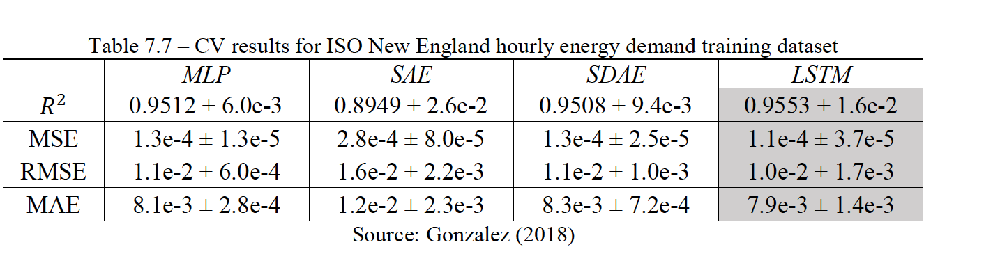 Table 7.7 – CV results for ISO New England hourly energy demand training dataset
MLP SAE SDAE LSTM
R² 0.9512 ± 6.0e-3 0.8949 ± 2.6e-2 0.9508 ± 9.4e-3 0.9553 ± 1.6e-2
MSE 1.3e-4 ± 1.3e-5 2.8e-4 ± 8.0e-5 1.3e-4 ± 2.5e-5 1.1e-4 ± 3.7e-5
RMSE 1.1e-2 ± 6.0e-4 1.6e-2 ± 2.2e-3 1.1e-2 ± 1.0e-3 1.0e-2 ± 1.7e-3
MAE 8.1e-3 ± 2.8e-4 1.2e-2 ± 2.3e-3 8.3e-3 ± 7.2e-4 7.9e-3 ± 1.4e-3
Source: Gonzalez (2018)